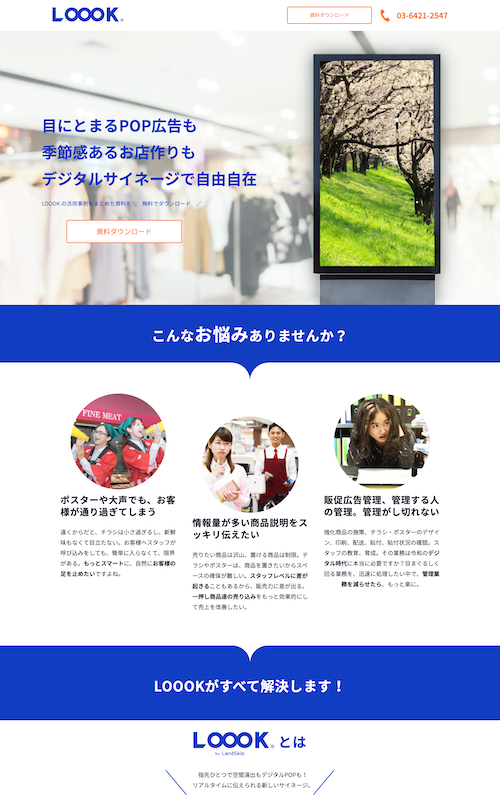 LOOOK
資料ダウンロード
03-6421-2547
目にとまるPOP広告も
季節感あるお店作りも
デジタルサイネージで自由自在
LOOOK の活用事例をまとめた資料を ＼ 無料でダウンロード ／
資料ダウンロード
こんなお悩みありませんか？
FINE MEAT
ポスターや大声でも、お客
様が通り過ぎてしまう
遠くからだと、チラシは小さ過ぎるし、新鮮
味もなくて目立たない。お客様へスタッフが
呼び込みをしても、簡単に入らなくて、限界
がある。もっとスマートに、自然にお客様の
足を止めたいですよね。
情報量が多い商品説明をス
ッキリ伝えたい
売りたい商品は沢山、置ける商品は制限。チ
ラシやポスターは、商品を置きたいからスペ
ースの確保が難しい。スタッフレベルに差が
起きることもあるから、販売力に差が出る。
一押し商品達の売り込みをもっと効果的にし
て売上を改善したい。
販促広告管理、管理する人
の管理。管理がし切れない
強化商品の施策、チラシ・ポスターのデザイ
ン、印刷、配送、貼付、貼付状況の確認。ス
タッフの教育、育成。その業務は令和のデジ
タル時代に本当に必要ですか？目まぐるしく
回る業務を、迅速に処理したい中で、管理業
務を減らせたら、もっと楽に。
LOOOKがすべて解決します！
LOOOK とは
by LandSkip
指先ひとつで空間演出もデジタルPOPも！
リアルタイムに伝えられる新しいサイネージ。